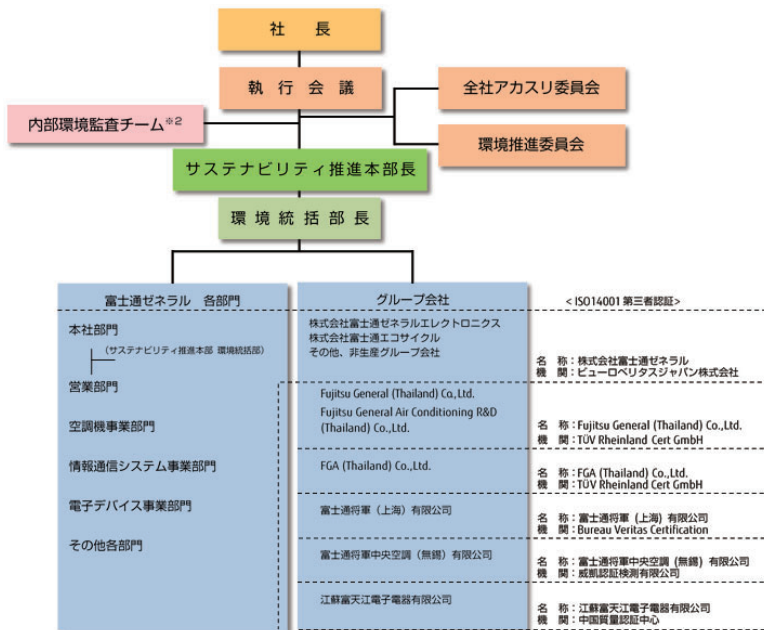 社 長
執 行 会 議
全社アカスリ委員会
内部環境監査チーム※2
環境推進委員会
サステナビリティ推進本部長
環 境 統 括 部 長
富士通ゼネラル 各部門
本社部門
(サステナビリティ推進本部 環境統括部)
営業部門
空調機事業部門
情報通信システム事業部門
電子デバイス事業部門
その他各部門
グループ会社
株式会社富士通ゼネラルエレクトロニクス
株式会社富士通エコサイクル
その他、非生産グループ会社
Fujitsu General (Thailand) Co.,Ltd.
Fujitsu General Air Conditioning R&D
(Thailand) Co.,Ltd.
FGA (Thailand) Co.,Ltd.
富士通将軍（上海）有限公司
富士通将軍中央空調（無錫）有限公司
江蘇富天江電子電器有限公司
＜ISO14001 第三者認証＞
名 称：株式会社富士通ゼネラル
機 関：ビューロベリタスジャパン株式会社
名 称：Fujitsu General (Thailand) Co.,Ltd.
機 関：TÜV Rheinland Cert GmbH
名 称：FGA (Thailand) Co.,Ltd.
機 関：TÜV Rheinland Cert GmbH
名 称：富士通将軍 (上海) 有限公司
機 関：Bureau Veritas Certification
名 称：富士通将軍中央空調 (無錫) 有限公司
機 関：威凱認証検測有限公司
名 称：江蘇富天江電子電器有限公司
機 関：中国質量認証中心